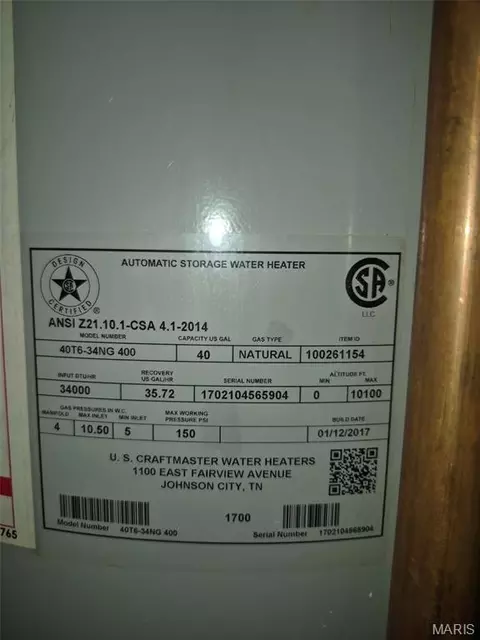 DESIGN CERTIFIED ®
AUTOMATIC STORAGE WATER HEATER
CSA ®
LLC.
ANSI Z21.10.1-CSA 4.1-2014
MODEL NUMBER CAPACITY US GAL GAS TYPE ITEM ID
40T6-34NG 400 40 NATURAL 100261154
INPUT BTU/HR RECOVERY US GAL/HR SERIAL NUMBER ALTITUDE FT. MIN MAX
34000 35.72 1702104565904 0 10100
GAS PRESSURES IN W.C. MANIFOLD MAX INLET MIN INLET MAX WORKING PRESSURE PSI BUILD DATE
4 10.50 5 150 01/12/2017
U. S. CRAFTMASTER WATER HEATERS
1100 EAST FAIRVIEW AVENUE
JOHNSON CITY, TN
1700
Model Number 40T6-34NG 400 Serial Number
765
MARIS